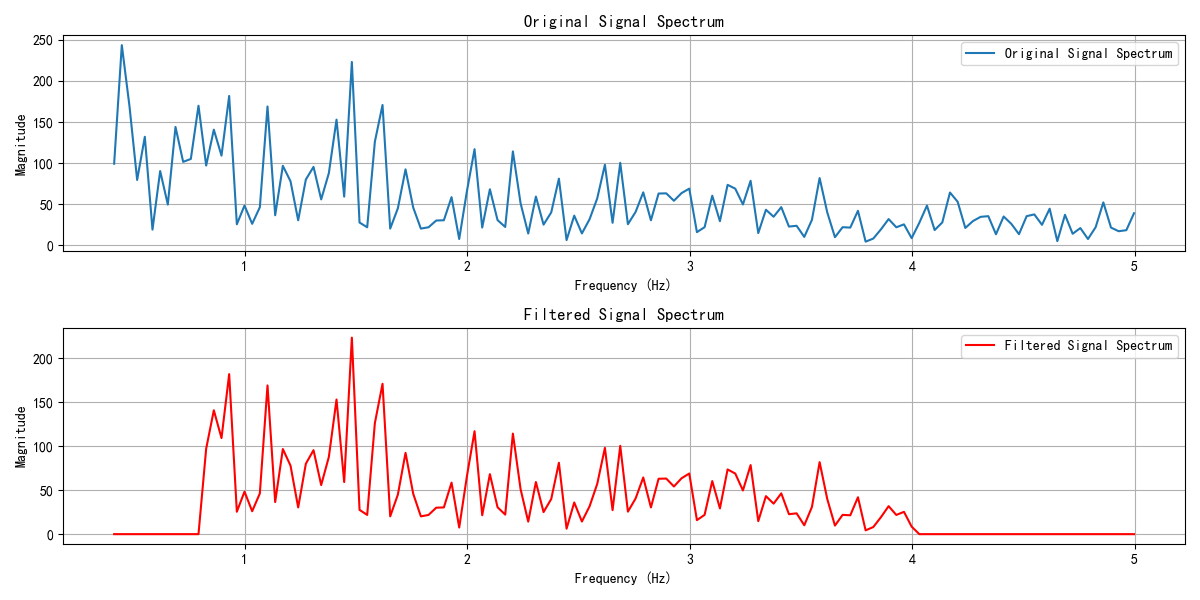 Original Signal Spectrum
250
200
150
100
50
0
Magnitude
Original Signal Spectrum
1 2 3 4 5
Frequency (Hz)
Filtered Signal Spectrum
200
150
100
50
0
Magnitude
Filtered Signal Spectrum
1 2 3 4 5
Frequency (Hz)